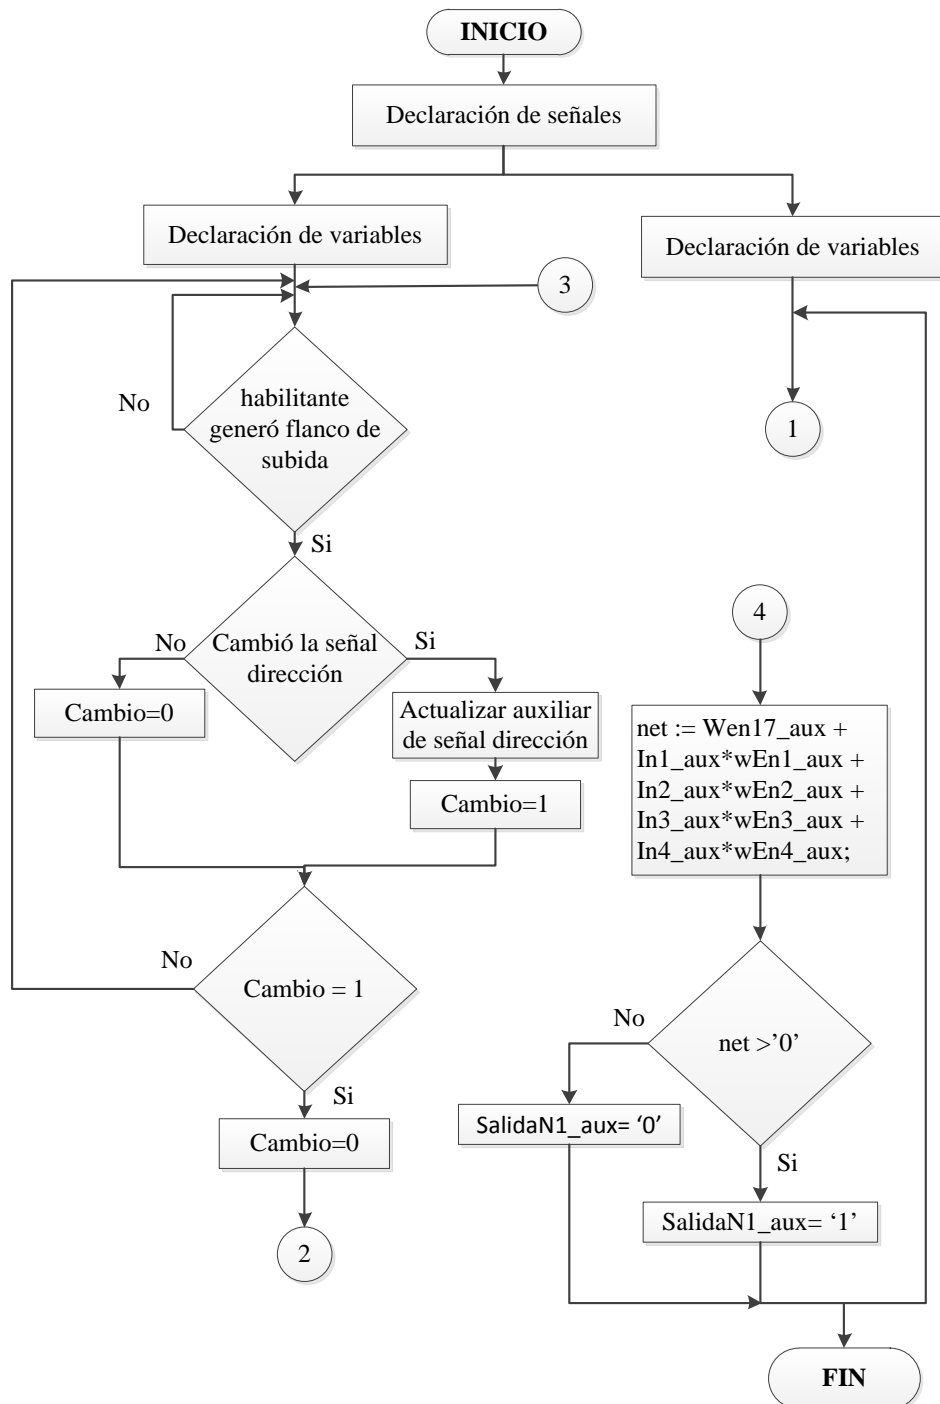 INICIO
Declaración de señales
Declaración de variables
Declaración de variables
3
No
habilitante
generó flanco de
subida
1
Si
No
Cambió la señal
dirección
Si
4
Cambio=0
Actualizar auxiliar
de señal dirección
Cambio=1
net := Wen17_aux +
In1_aux*wEn1_aux +
In2_aux*wEn2_aux +
In3_aux*wEn3_aux +
In4_aux*wEn4_aux;
No
Cambio = 1
Si
Cambio=0
2
No
net >’0’
SalidaN1_aux= ‘0’
Si
SalidaN1_aux= ‘1’
FIN